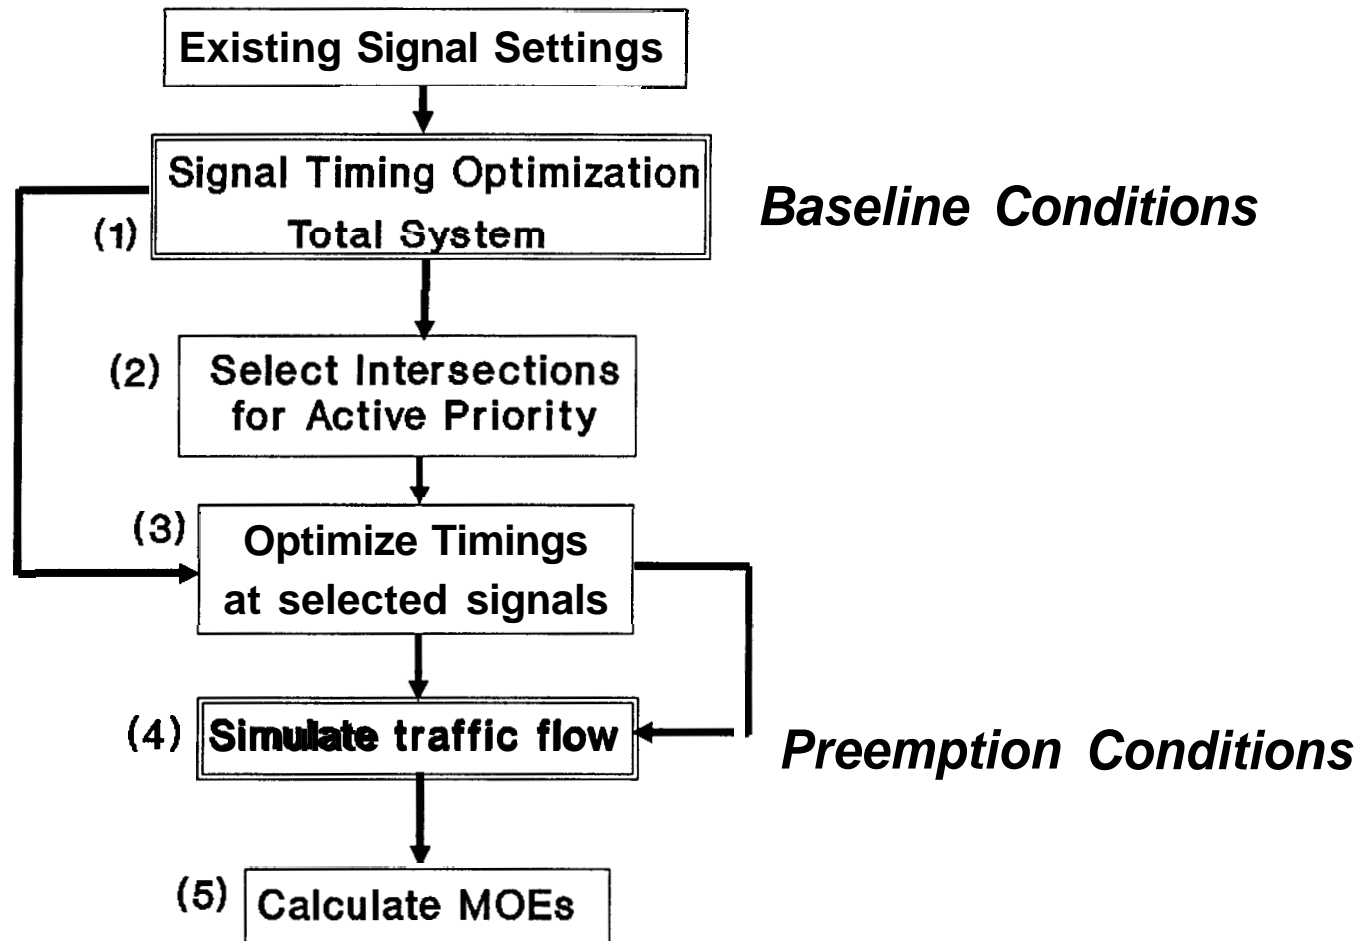 Existing Signal Settings
Signal Timing Optimization
(1) Total System
Baseline Conditions
(2) Select Intersections
for Active Priority
(3) Optimize Timings
at selected signals
(4) Simulate traffic flow
Preemption Conditions
(5) Calculate MOEs